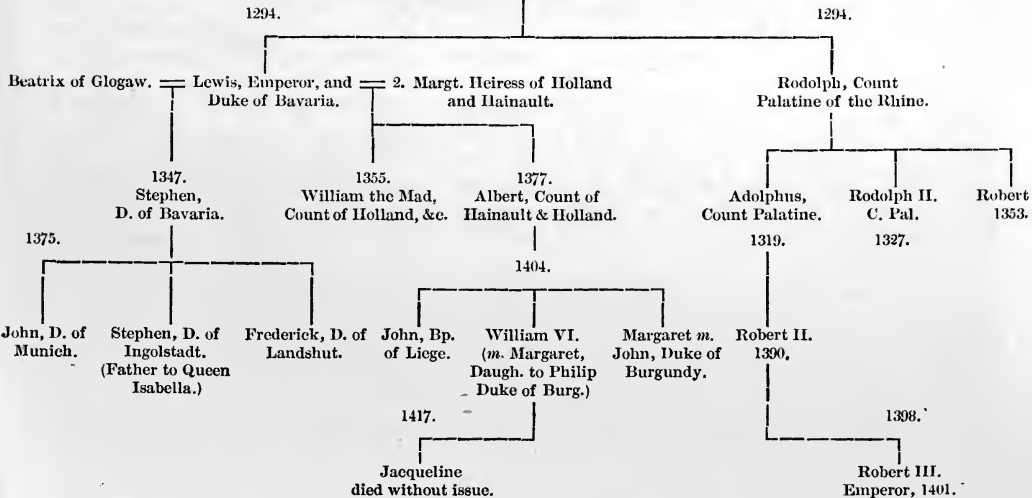 1294. 1294.
Beatrix of Glogaw. Lewis, Emperor, and 2. Margt. Heiress of Holland Rodolph, Count
Duke of Bavaria. and Hainault. Palatine of the Rhine.
1347. 1355. 1377.
Stephen, William the Mad, Albert, Count of Adolphus, Rodolph II. Robert
D. of Bavaria. Count of Holland, &c. Hainault & Holland. Count Palatine. C. Pal. 1353.
1375. 1319. 1327.
1404.
John, D. of Stephen, D. of Frederick, D. of John, Bp. William VI. Margaret m. Robert II.
Munich. Ingolstadt. Landshut. of Liege. (m. Margaret, John, Duke of 1390.
(Father to Queen Daugh. to Philip Burgundy.
Isabella.) Duke of Burg.)
1417. 1398.
Jacqueline Robert III.
died without issue. Emperor, 1401.